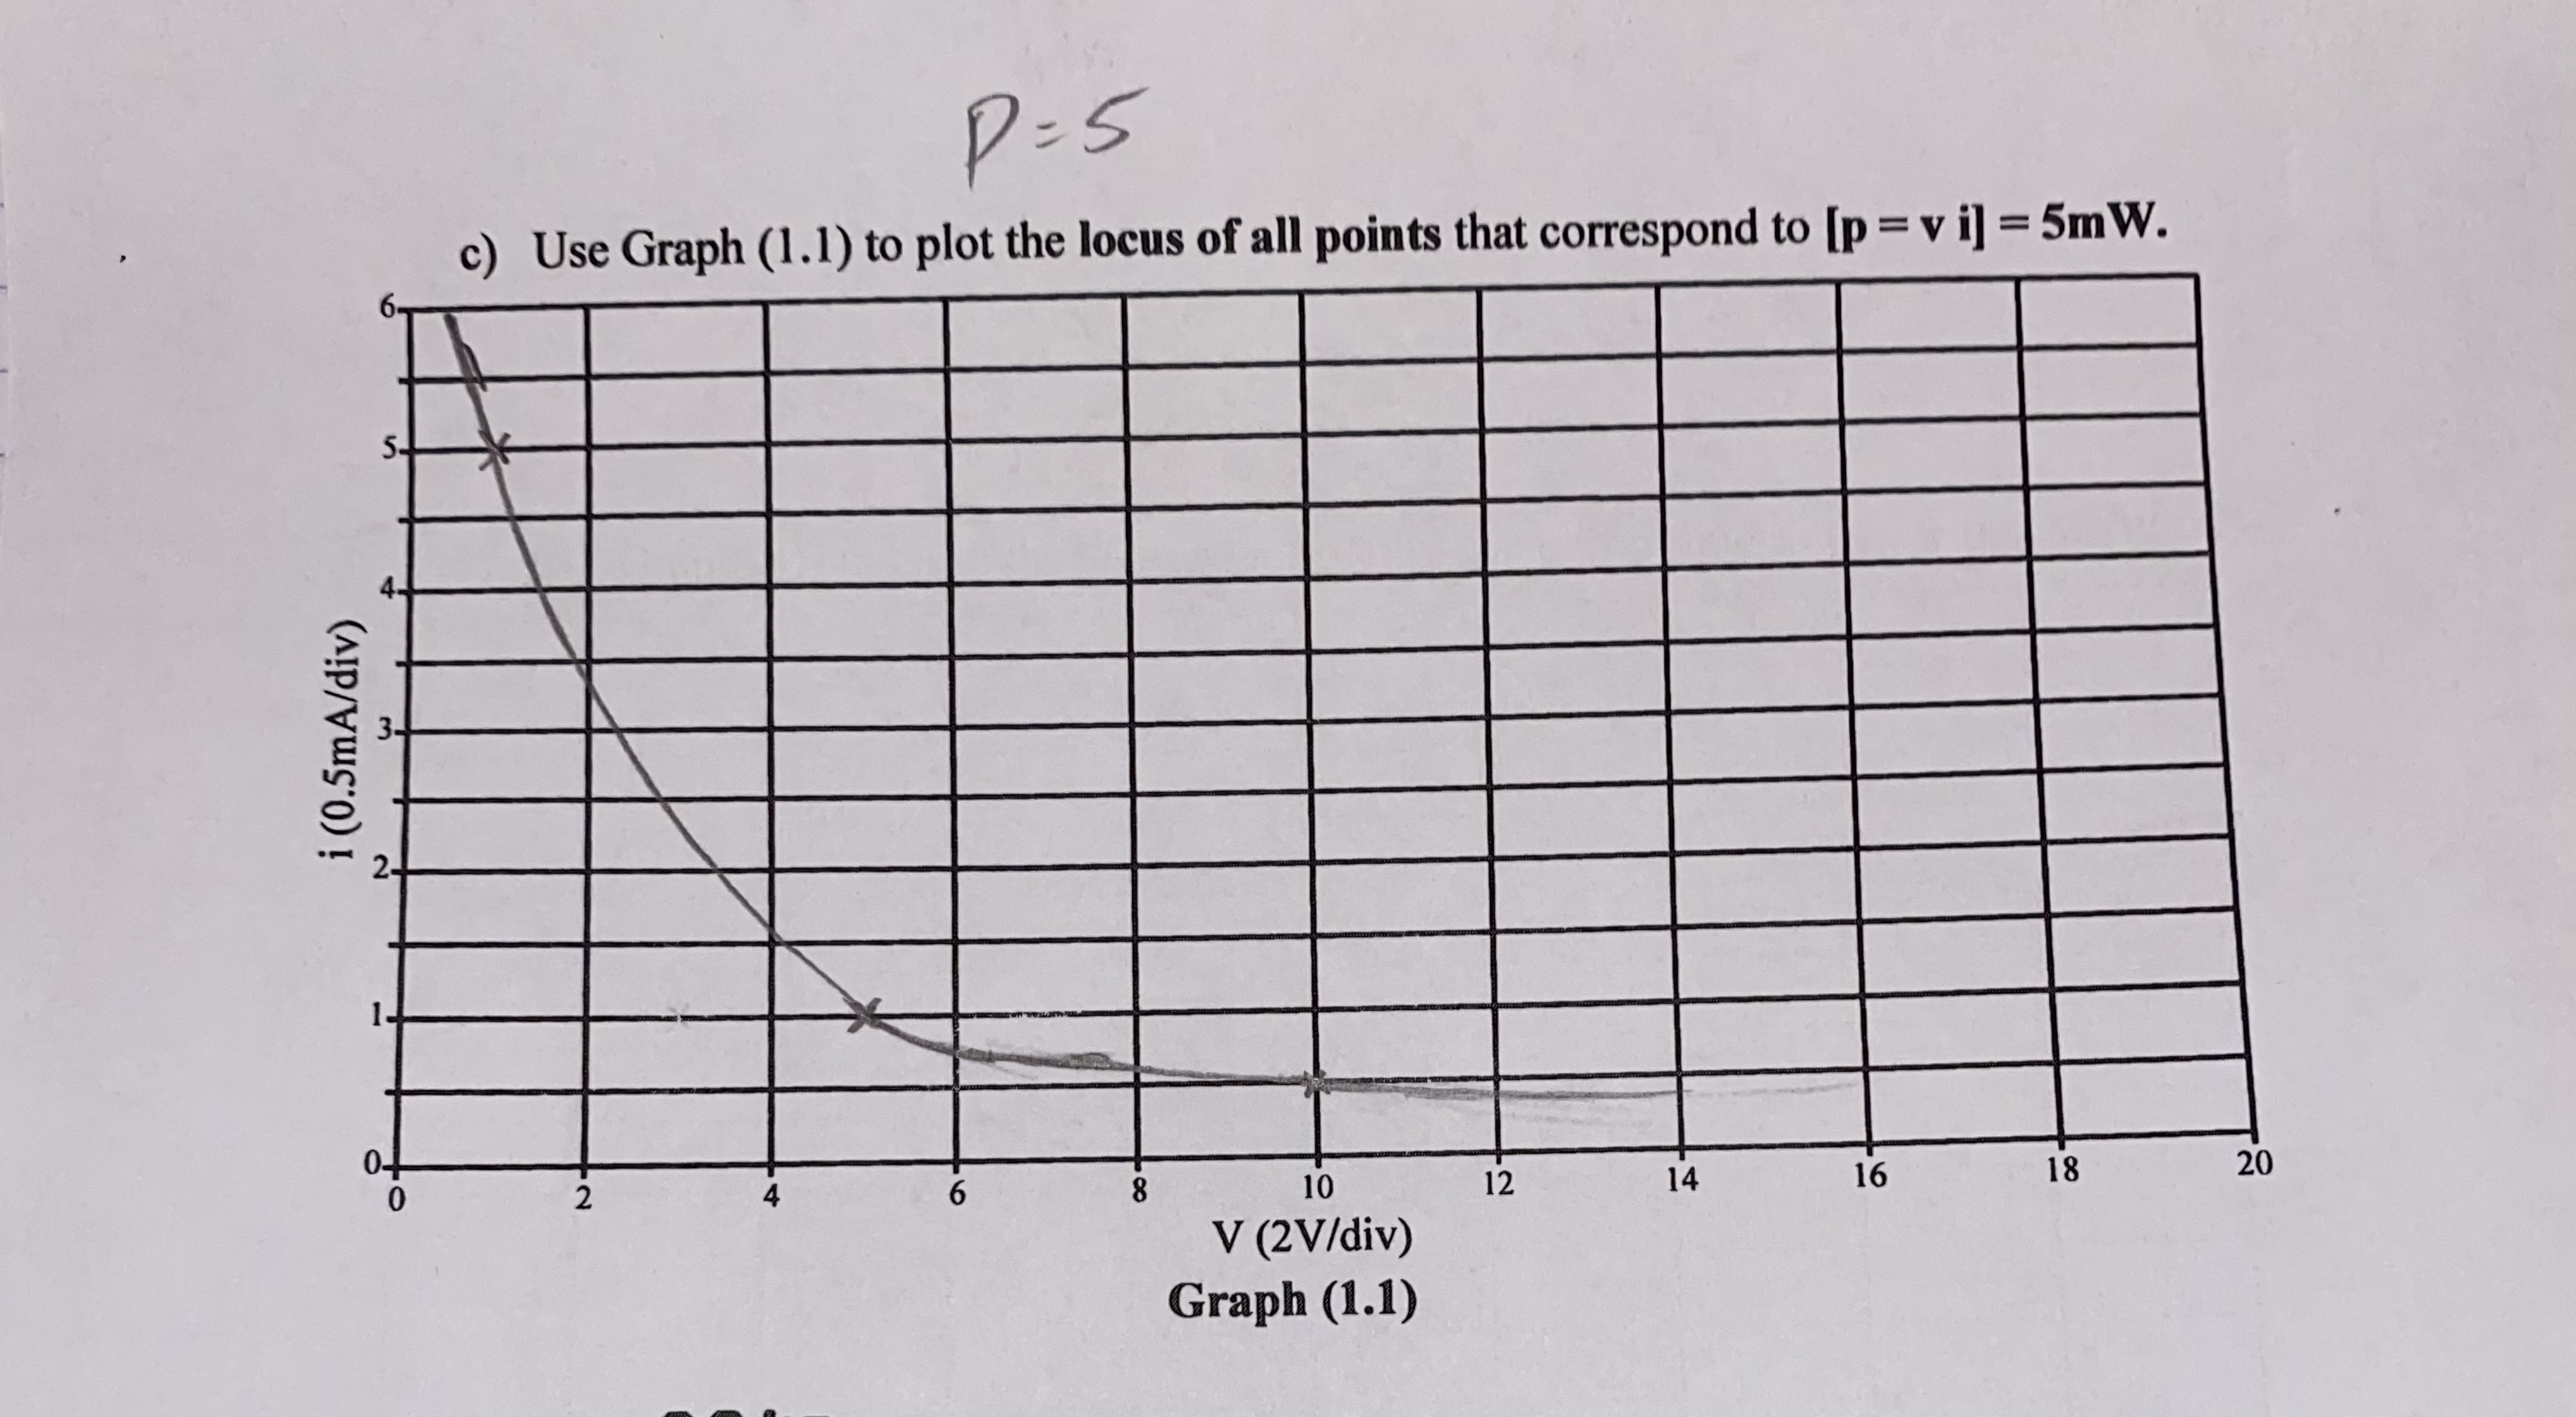 P=5
c) Use Graph (1.1) to plot the locus of all points that correspond to [p = v i] = 5mW.
6
5
4
3
2
1
0
i (0.5mA/div)
0 2 4 6 8 10 12 14 16 18 20
V (2V/div)
Graph (1.1)